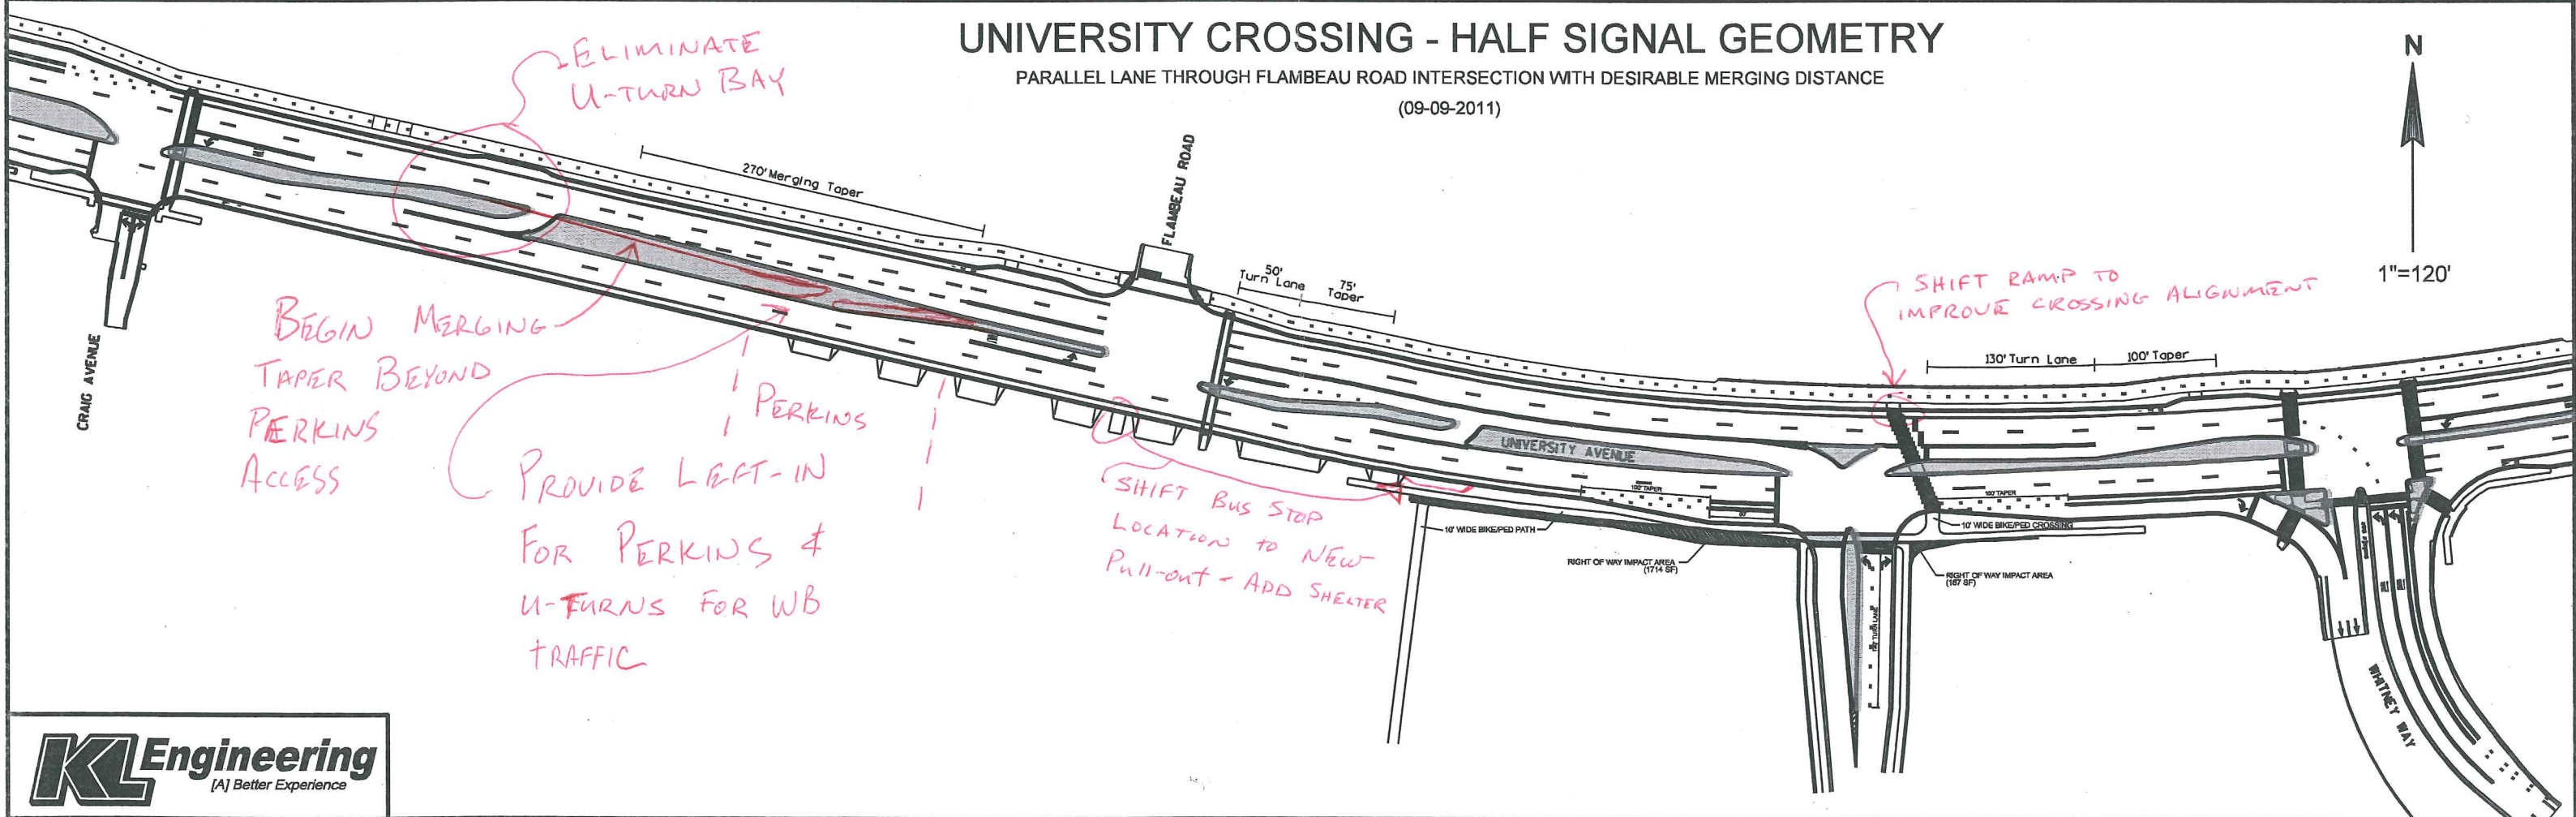 UNIVERSITY CROSSING - HALF SIGNAL GEOMETRY
PARALLEL LANE THROUGH FLAMBEAU ROAD INTERSECTION WITH DESIRABLE MERGING DISTANCE
(09-09-2011)
N
1"=120'
ELIMINATE
U-TURN BAY
270' Merging Taper
FLAMBEAU ROAD
50'
Turn Lane
75'
Taper
SHIFT RAMP TO
IMPROVE CROSSING ALIGNMENT
130' Turn Lane
100' Taper
CRAIG AVENUE
BEGIN MERGING
TAPER BEYOND
PERKINS
ACCESS
PERKINS
PROVIDE LEFT-IN
FOR PERKINS &
U-TURNS FOR WB
TRAFFIC
SHIFT BUS STOP
LOCATION TO NEW
Pull-out - ADD SHELTER
UNIVERSITY AVENUE
100' TAPER
100' TAPER
10' WIDE BIKE/PED PATH
10' WIDE BIKE/PED CROSSING
RIGHT OF WAY IMPACT AREA
(1714 SF)
RIGHT OF WAY IMPACT AREA
(187 SF)
WHITNEY WAY
KL Engineering
[A] Better Experience